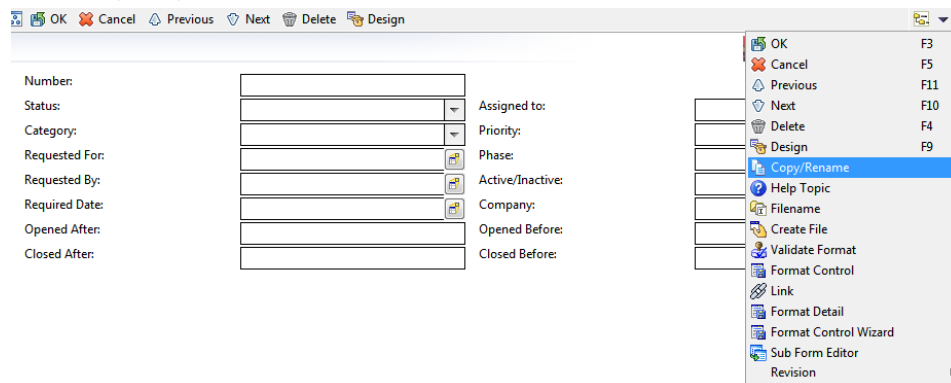 OK Cancel Previous Next Delete Design
Number:
Status: Assigned to:
Category: Priority:
Requested For: Phase:
Requested By: Active/Inactive:
Required Date: Company:
Opened After: Opened Before:
Closed After: Closed Before:
OK F3
Cancel F5
Previous F11
Next F10
Delete F4
Design F9
Copy/Rename
Help Topic
Filename
Create File
Validate Format
Format Control
Link
Format Detail
Format Control Wizard
Sub Form Editor
Revision